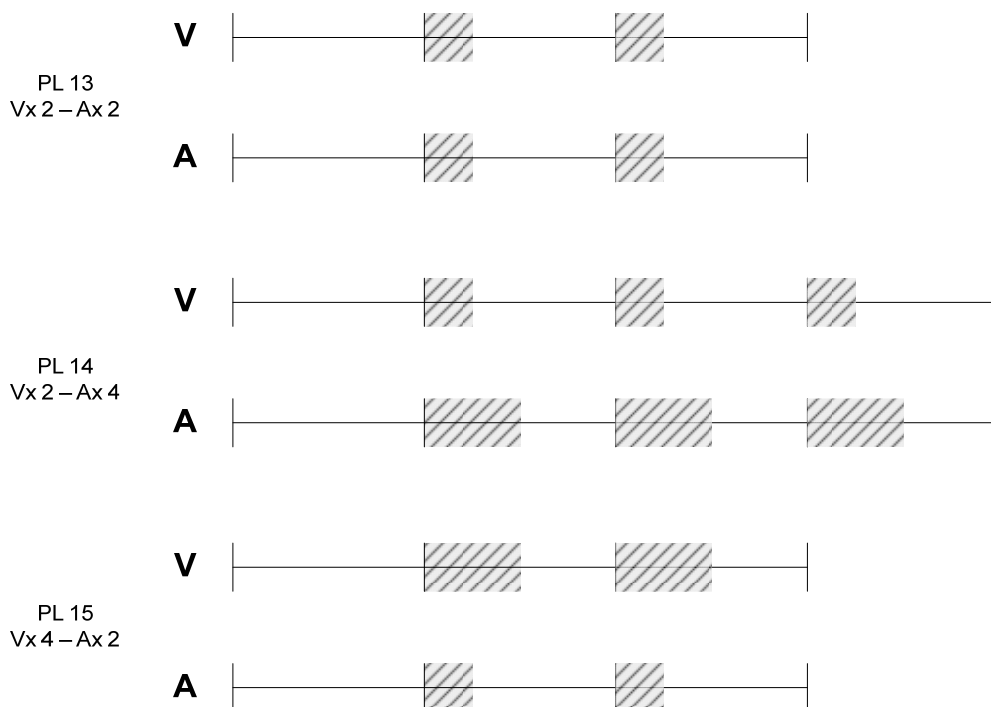 V
PL 13
Vx 2 – Ax 2
A
V
PL 14
Vx 2 – Ax 4
A
V
PL 15
Vx 4 – Ax 2
A